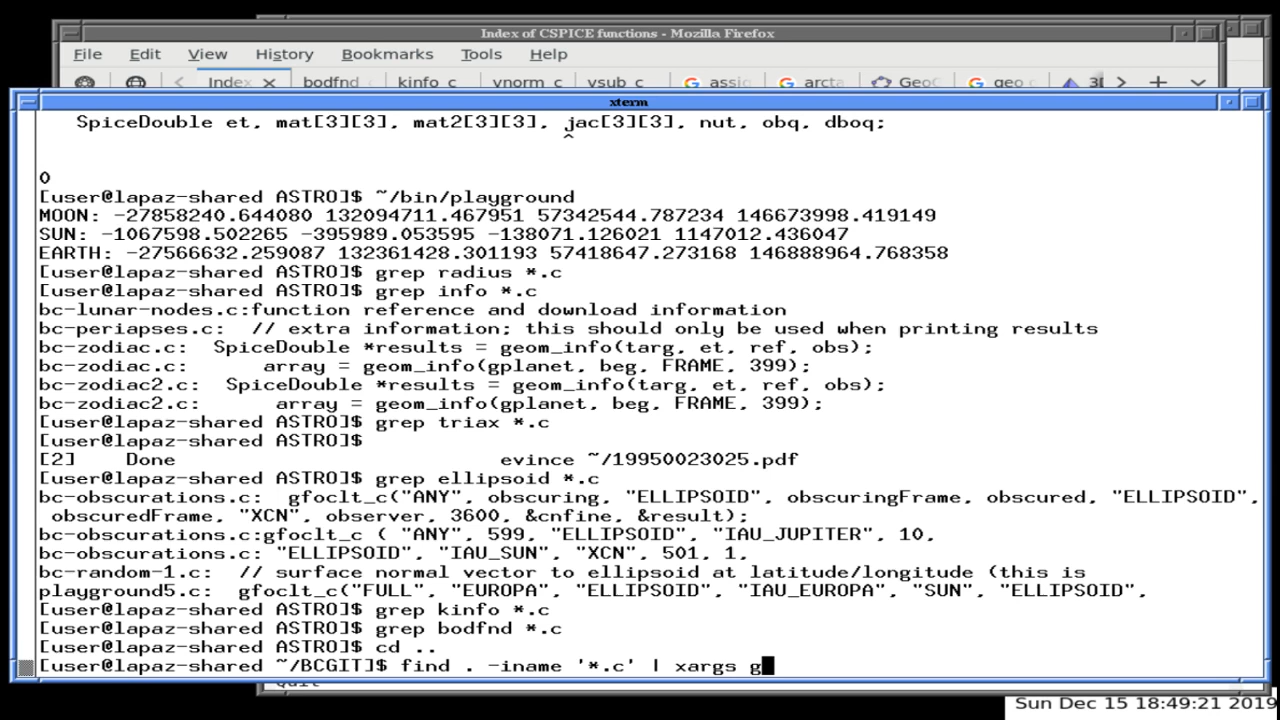 Index of CSPICE functions - Mozilla Firefox
File Edit View History Bookmarks Tools Help
Index bodfnd kinfo_c vnorm_c vsub_c assig arcta GeoC geo c
xterm
SpiceDouble et, mat[3][3], mat2[3][3], jac[3][3], nut, obq, dboq;
^
0
[user@lapaz-shared ASTRO]$ ~/bin/playground
MOON: -27858240.644080 132094711.467951 57342544.787234 146673998.419149
SUN: -1067598.502265 -395989.053595 -138071.126021 1147012.436047
EARTH: -27566632.259087 132361428.301193 57418647.273168 146888964.768358
[user@lapaz-shared ASTRO]$ grep radius *.c
[user@lapaz-shared ASTRO]$ grep info *.c
bc-lunar-nodes.c:function reference and download information
bc-periapses.c:  // extra information; this should only be used when printing results
bc-zodiac.c:  SpiceDouble *results = geom_info(targ, et, ref, obs);
bc-zodiac.c:      array = geom_info(gplanet, beg, FRAME, 399);
bc-zodiac2.c:  SpiceDouble *results = geom_info(targ, et, ref, obs);
bc-zodiac2.c:      array = geom_info(gplanet, beg, FRAME, 399);
[user@lapaz-shared ASTRO]$ grep triax *.c
[user@lapaz-shared ASTRO]$
[2]    Done                          evince ~/19950023025.pdf
[user@lapaz-shared ASTRO]$ grep ellipsoid *.c
bc-obscurations.c:  gfoclt_c("ANY", obscuring, "ELLIPSOID", obscuringFrame, obscured, "ELLIPSOID",
obscuredFrame, "XCN", observer, 3600, &cnfine, &result);
bc-obscurations.c:gfoclt_c ( "ANY", 599, "ELLIPSOID", "IAU_JUPITER", 10,
bc-obscurations.c: "ELLIPSOID", "IAU_SUN", "XCN", 501, 1,
bc-random-1.c:  // surface normal vector to ellipsoid at latitude/longitude (this is
playground5.c:  gfoclt_c("FULL", "EUROPA", "ELLIPSOID", "IAU_EUROPA", "SUN", "ELLIPSOID",
[user@lapaz-shared ASTRO]$ grep kinfo *.c
[user@lapaz-shared ASTRO]$ grep bodfnd *.c
[user@lapaz-shared ASTRO]$ cd ..
[user@lapaz-shared ~/BCGIT]$ find . -iname '*.c' | xargs g
Quit
Sun Dec 15 18:49:21 2019